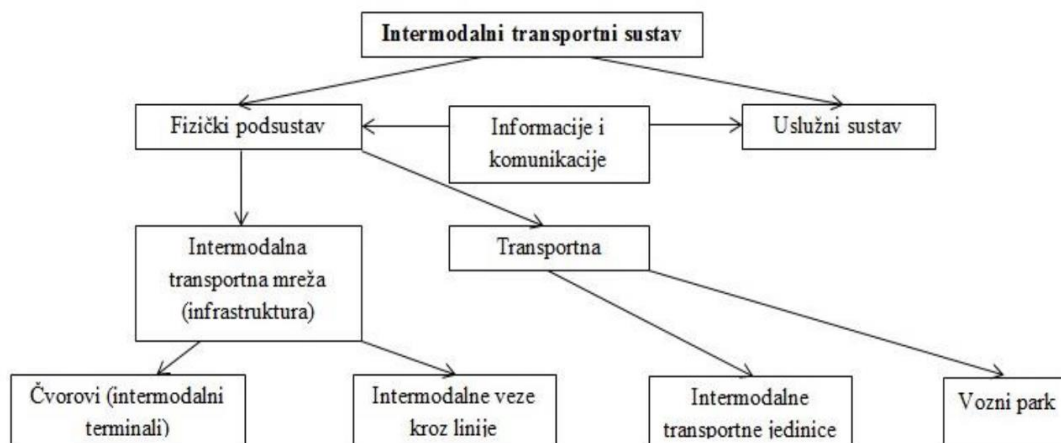 Intermodalni transportni sustav
Fizički podsustav
Informacije i
komunikacije
Uslužni sustav
Intermodalna
transportna mreža
(infrastruktura)
Transportna
Čvorovi (intermodalni
terminali)
Intermodalne veze
kroz linije
Intermodalne
transportne jedinice
Vozni park